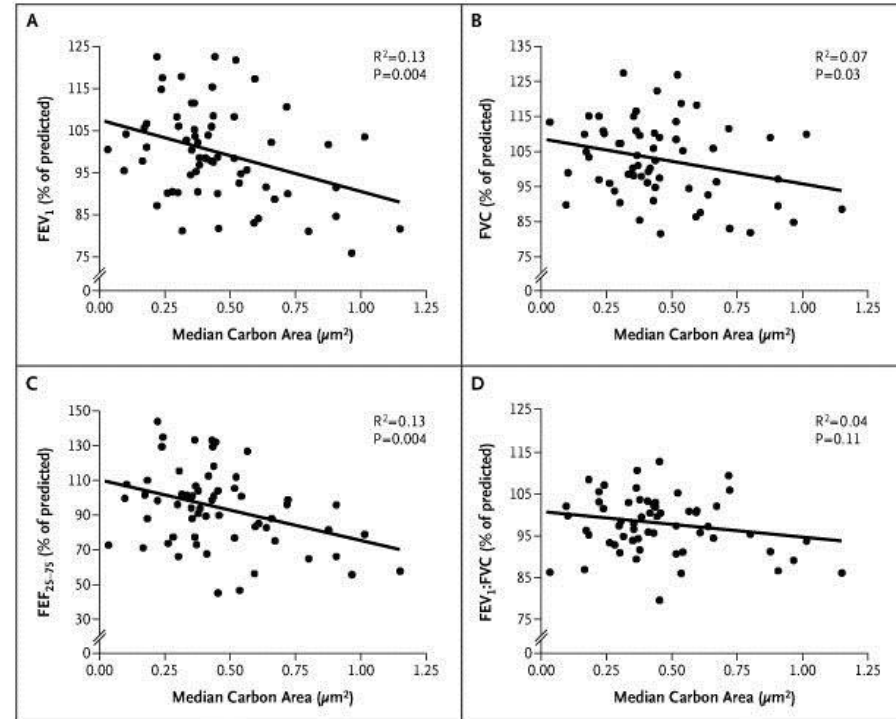 A
R²=0.13
P=0.004
FEV₁ (% of predicted)
125
115
105
95
85
75
0
0.00 0.25 0.50 0.75 1.00 1.25
Median Carbon Area (μm²)
B
R²=0.07
P=0.03
FVC (% of predicted)
135
125
115
105
95
85
75
0
0.00 0.25 0.50 0.75 1.00 1.25
Median Carbon Area (μm²)
C
R²=0.13
P=0.004
FEF₂₅₋₇₅ (% of predicted)
150
130
110
90
70
50
30
0
0.00 0.25 0.50 0.75 1.00 1.25
Median Carbon Area (μm²)
D
R²=0.04
P=0.11
FEV₁:FVC (% of predicted)
125
115
105
95
85
75
0
0.00 0.25 0.50 0.75 1.00 1.25
Median Carbon Area (μm²)